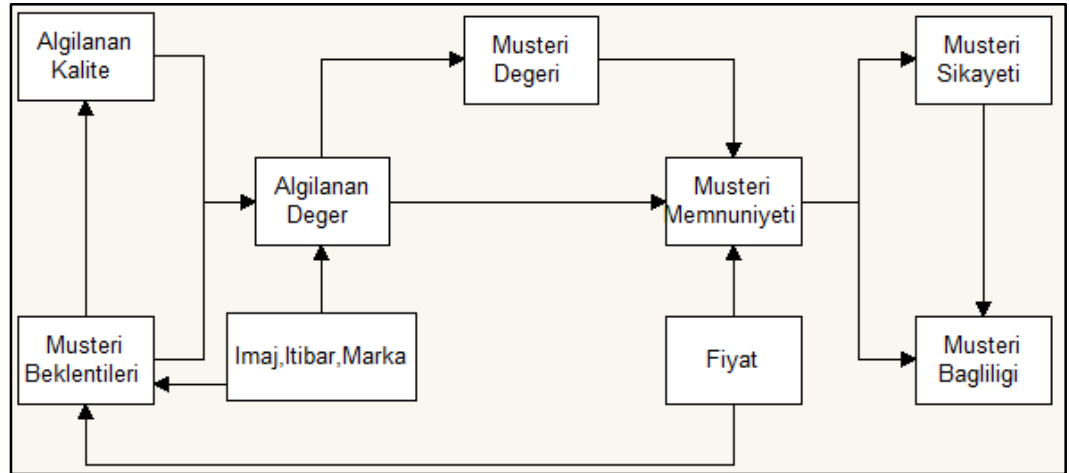 Algilanan
Kalite
Musteri
Degeri
Musteri
Sikayeti
Algilanan
Deger
Musteri
Memnuniyeti
Musteri
Beklentileri
Imaj,Itibar,Marka
Fiyat
Musteri
Bagliligi